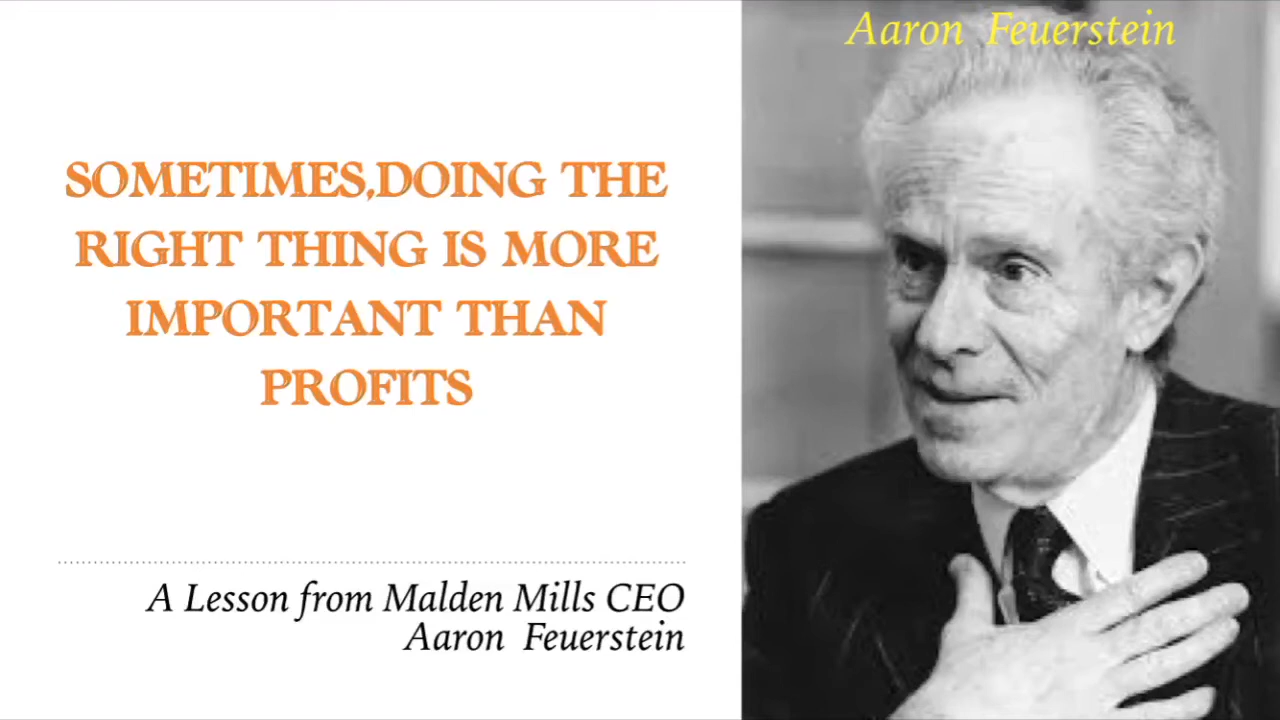 SOMETIMES,DOING THE
RIGHT THING IS MORE
IMPORTANT THAN
PROFITS
A Lesson from Malden Mills CEO
Aaron Feuerstein
Aaron Feuerstein